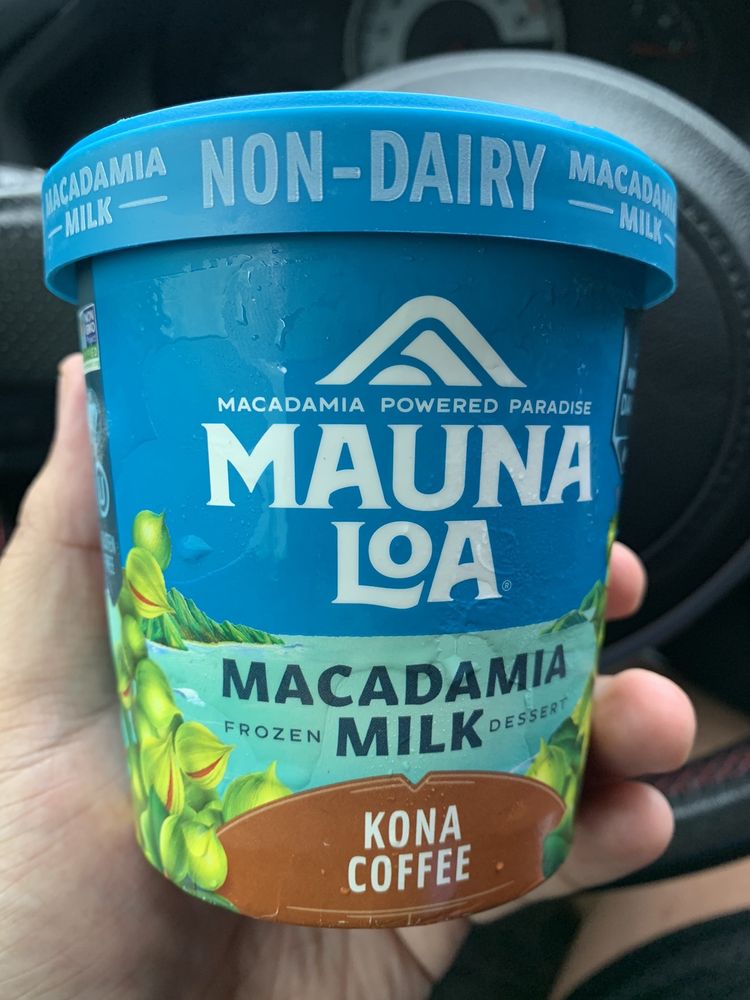 MACADAMIA
MILK
NON-DAIRY
MACADAMIA
MILK
MACADAMIA POWERED PARADISE
MAUNA
LOA®
MACADAMIA
FROZEN MILK DESSERT
KONA
COFFEE